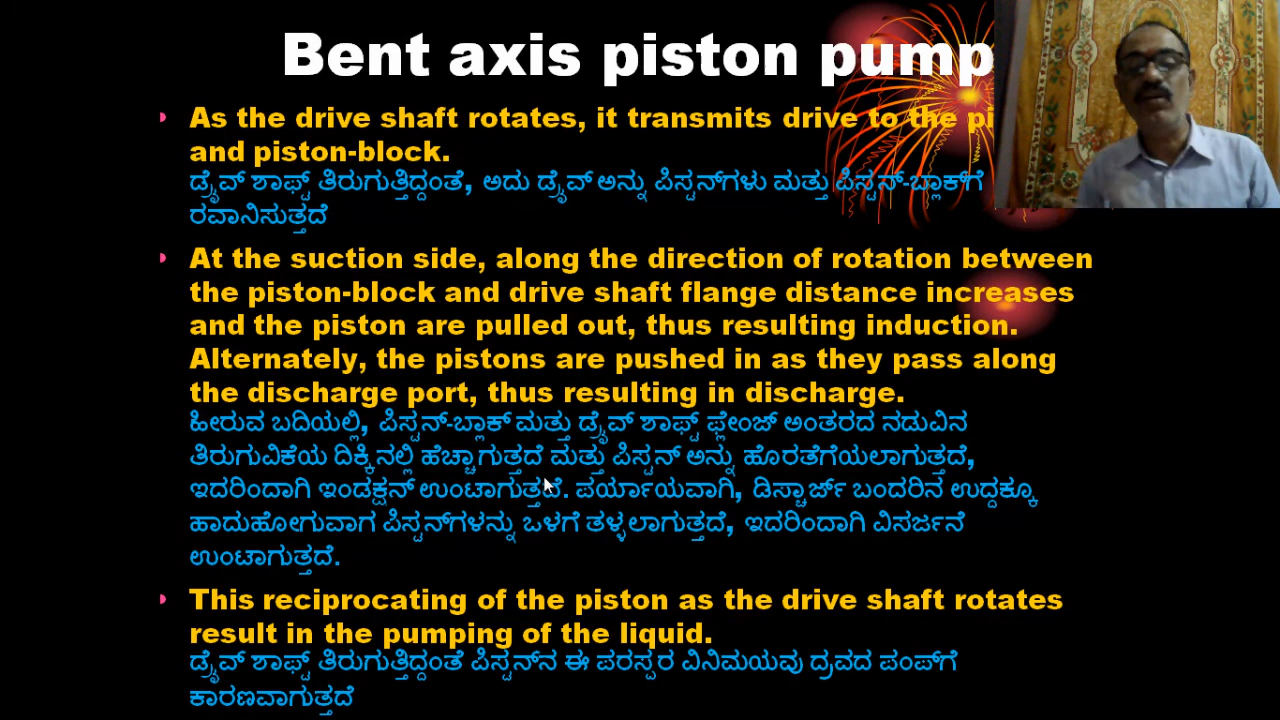 Bent axis piston pump
As the drive shaft rotates, it transmits drive to the
and piston-block.
ಡ್ರೈವ್ ಶಾಫ್ಟ್ ತಿರುಗುತ್ತಿದ್ದಂತೆ, ಅದು ಡ್ರೈವ್ ಅನ್ನು ಪಿಸ್ಟನ್‌ಗಳು ಮತ್ತು ಪಿಸ್ಟನ್-ಬ್ಲಾಕ್‌ಗೆ
ರವಾನಿಸುತ್ತದೆ
At the suction side, along the direction of rotation between
the piston-block and drive shaft flange distance increases
and the piston are pulled out, thus resulting induction.
Alternately, the pistons are pushed in as they pass along
the discharge port, thus resulting in discharge.
ಹೀರುವ ಬದಿಯಲ್ಲಿ, ಪಿಸ್ಟನ್-ಬ್ಲಾಕ್ ಮತ್ತು ಡ್ರೈವ್ ಶಾಫ್ಟ್ ಫ್ಲೇಂಜ್ ಅಂತರದ ನಡುವಿನ
ತಿರುಗುವಿಕೆಯ ದಿಕ್ಕಿನಲ್ಲಿ ಹೆಚ್ಚಾಗುತ್ತದೆ ಮತ್ತು ಪಿಸ್ಟನ್ ಅನ್ನು ಹೊರತೆಗೆಯಲಾಗುತ್ತದೆ,
ಇದರಿಂದಾಗಿ ಇಂಡಕ್ಷನ್ ಉಂಟಾಗುತ್ತದೆ. ಪರ್ಯಾಯವಾಗಿ, ಡಿಸ್ಚಾರ್ಜ್ ಬಂದರಿನ ಉದ್ದಕ್ಕೂ
ಹಾದುಹೋಗುವಾಗ ಪಿಸ್ಟನ್‌ಗಳನ್ನು ಒಳಗೆ ತಳ್ಳಲಾಗುತ್ತದೆ, ಇದರಿಂದಾಗಿ ವಿಸರ್ಜನೆ
ಉಂಟಾಗುತ್ತದೆ.
This reciprocating of the piston as the drive shaft rotates
result in the pumping of the liquid.
ಡ್ರೈವ್ ಶಾಫ್ಟ್ ತಿರುಗುತ್ತಿದ್ದಂತೆ ಪಿಸ್ಟನ್‌ನ ಈ ಪರಸ್ಪರ ವಿನಿಮಯವು ದ್ರವದ ಪಂಪ್‌ಗೆ
ಕಾರಣವಾಗುತ್ತದೆ